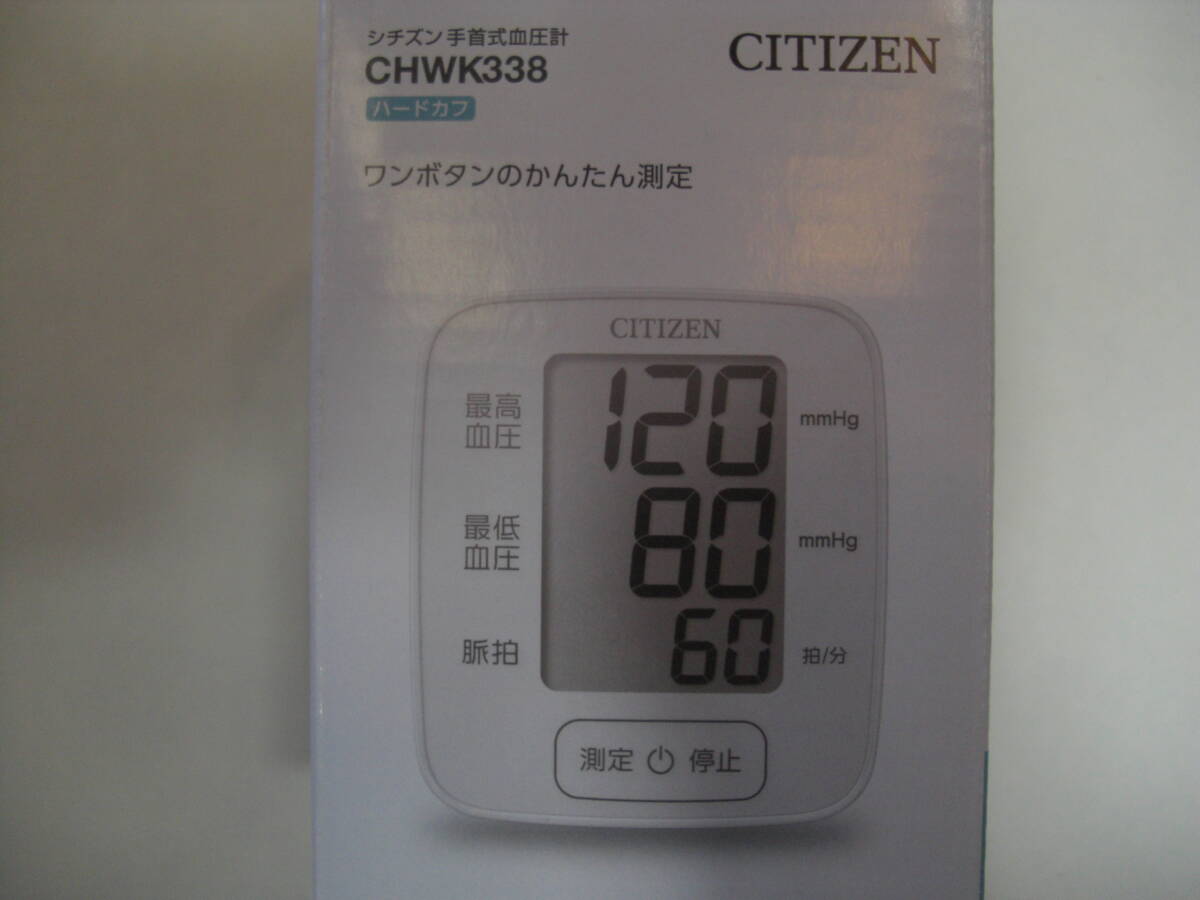 シチズン 手首式血圧計
CITIZEN
CHWK338
ハードカフ
ワンボタンのかんたん測定
CITIZEN
最高
血圧
120
mmHg
最低
血圧
80
mmHg
脈拍
60
拍/分
測定 停止